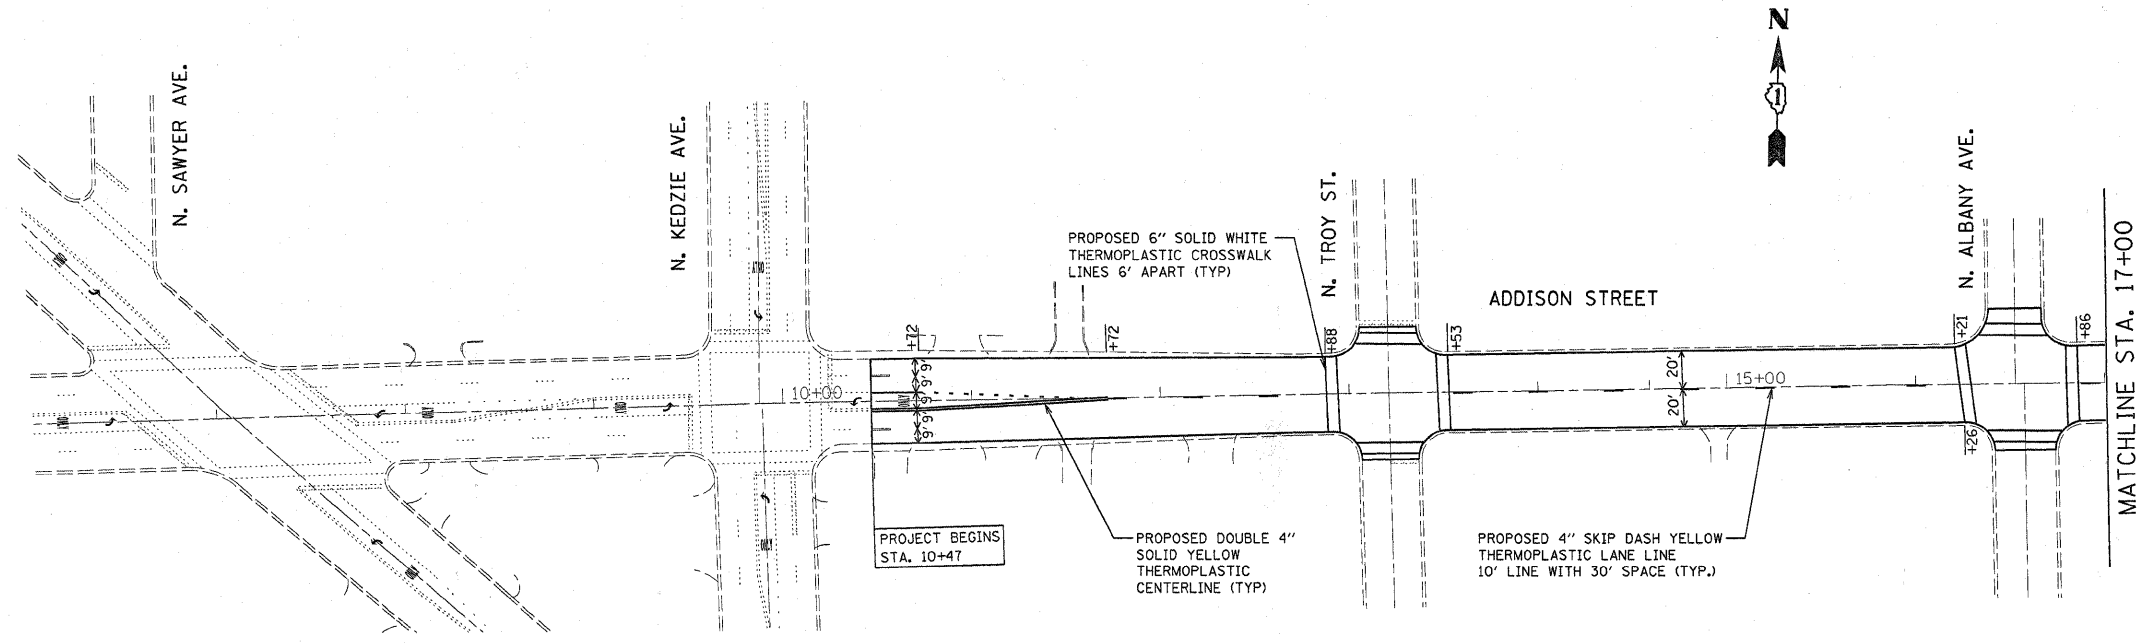 N
1
N. SAWYER AVE.
N. KEDZIE AVE.
N. TROY ST.
N. ALBANY AVE.
PROPOSED 6" SOLID WHITE
THERMOPLASTIC CROSSWALK
LINES 6' APART (TYP)
ADDISON STREET
MATCHLINE STA. 17+00
+72
+72
+88
+53
+21
+86
9' 9' 9' 9' 9'
10+00
20'
20'
15+00
+26
ONLY
PROJECT BEGINS
STA. 10+47
PROPOSED DOUBLE 4"
SOLID YELLOW
THERMOPLASTIC
CENTERLINE (TYP)
PROPOSED 4" SKIP DASH YELLOW
THERMOPLASTIC LANE LINE
10' LINE WITH 30' SPACE (TYP.)